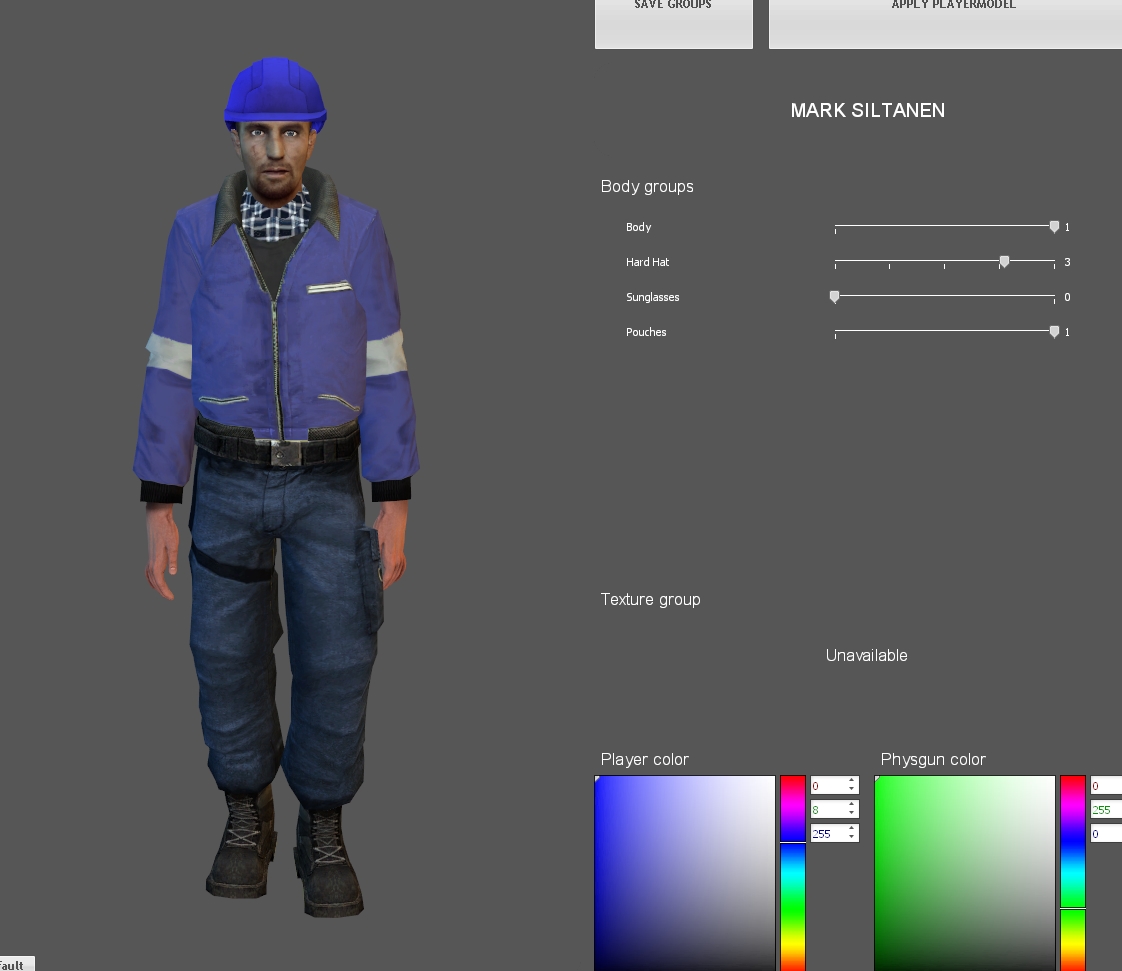 SAVE GROUPS
APPLY PLAYERMODEL
MARK SILTANEN
Body groups
Body 1
Hard Hat 3
Sunglasses 0
Pouches 1
Texture group
Unavailable
Player color
Physgun color
0
8
255
0
255
0
fault